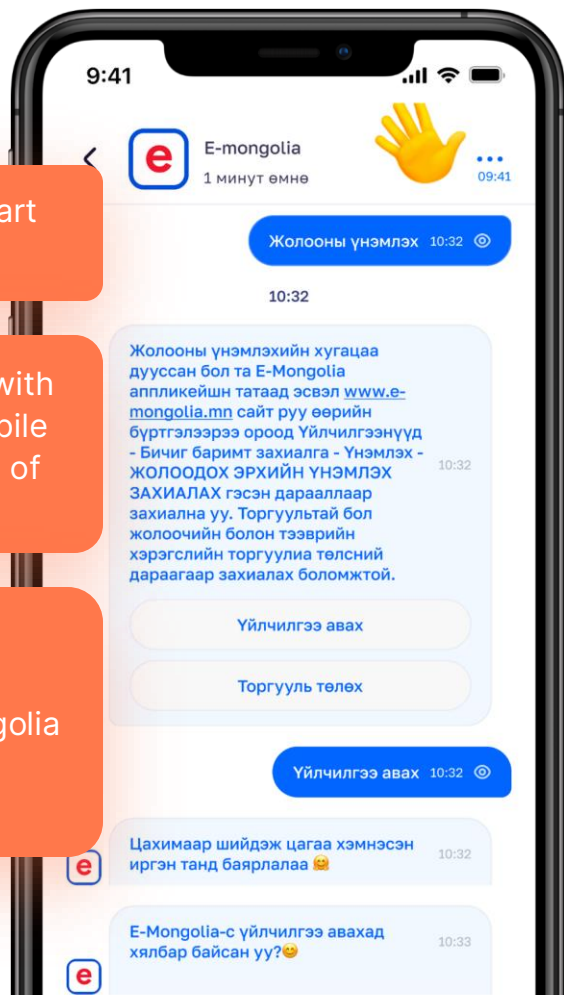 9:41
e
E-mongolia
1 минут өмнө
09:41
art
Жолооны үнэмлэх 10:32
10:32
with
bile
of
Жолооны үнэмлэхийн хугацаа
дууссан бол та E-Mongolia
аппликейшн татаад эсвэл www.e-
mongolia.mn сайт руу өөрийн
бүртгэлээрээ ороод Үйлчилгээнүүд
- Бичиг баримт захиалга - Үнэмлэх -
ЖОЛООДОХ ЭРХИЙН ҮНЭМЛЭХ
ЗАХИАЛАХ гэсэн дарааллаар
захиална уу. Торгуультай бол
жолоочийн болон тээврийн
хэрэгслийн торгуулиа төлсний
дараагаар захиалах боломжтой.
10:32
Үйлчилгээ авах
Торгууль төлөх
golia
Үйлчилгээ авах 10:32
Цахимаар шийдэж цагаа хэмнэсэн
иргэн танд баярлалаа 🤗
10:32
e
E-Mongolia-с үйлчилгээ авахад
хялбар байсан уу?😊
10:33
e